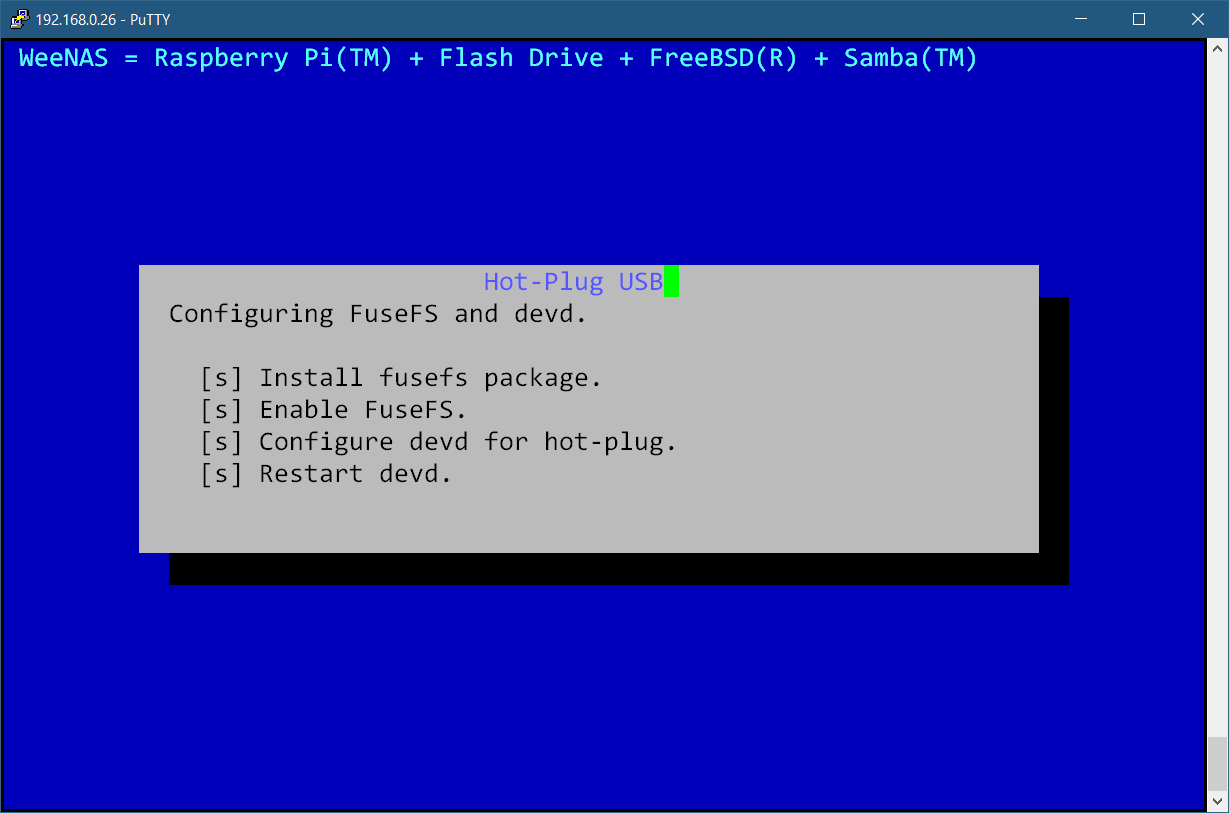 192.168.0.26 - PuTTY
WeeNAS = Raspberry Pi(TM) + Flash Drive + FreeBSD(R) + Samba(TM)
Hot-Plug USB
Configuring FuseFS and devd.
[s] Install fusefs package.
[s] Enable FuseFS.
[s] Configure devd for hot-plug.
[s] Restart devd.